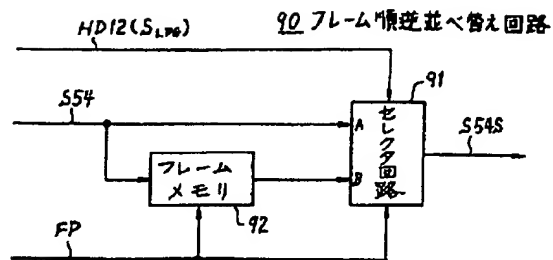 HD12(SLDG)
90 フレーム順逆並べ替え回路
91
S54
A
セレクタ回路
S54S
フレーム
メモリ
B
92
FP